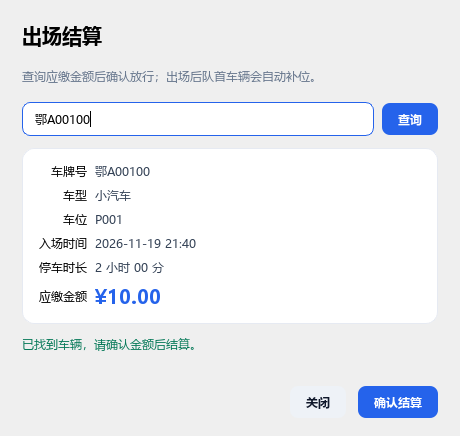 出场结算
查询应缴金额后确认放行；出场后队首车辆会自动补位。
鄂A00100 查询
车牌号 鄂A00100
车型 小汽车
车位 P001
入场时间 2026-11-19 21:40
停车时长 2 小时 00 分
应缴金额 ¥10.00
已找到车辆，请确认金额后结算。
关闭 确认结算